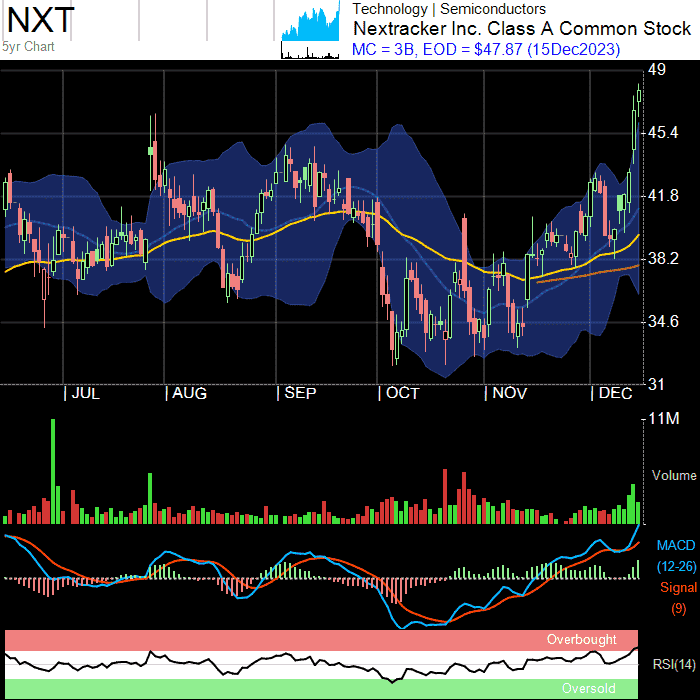 NXT
5yr Chart
Technology | Semiconductors
Nextracker Inc. Class A Common Stock
MC = 3B, EOD = $47.87 (15Dec2023)
49
45.4
41.8
38.2
34.6
31
| JUL | AUG | SEP | OCT | NOV | DEC
11M
Volume
MACD
(12-26)
Signal
(9)
Overbought
RSI(14)
Oversold